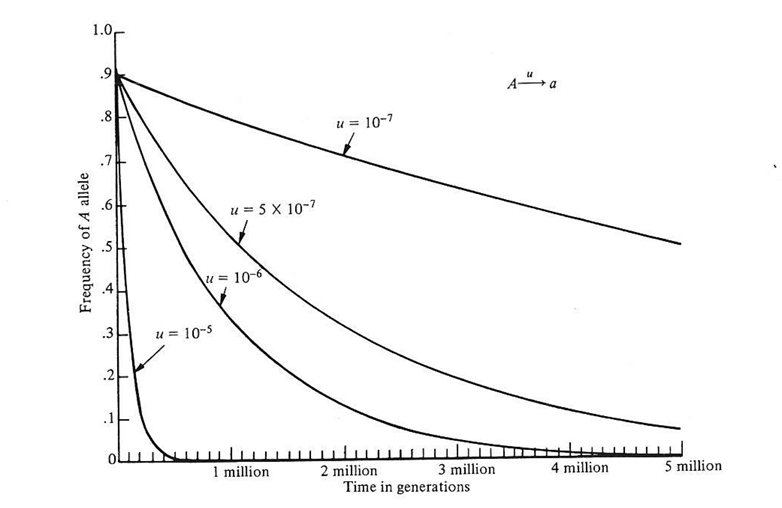 1.0
.9
.8
.7
.6
.5
.4
.3
.2
.1
0
Frequency of A allele
A u→ a
u = 10⁻⁷
u = 5 X 10⁻⁷
u = 10⁻⁶
u = 10⁻⁵
1 million
2 million
3 million
4 million
5 million
Time in generations